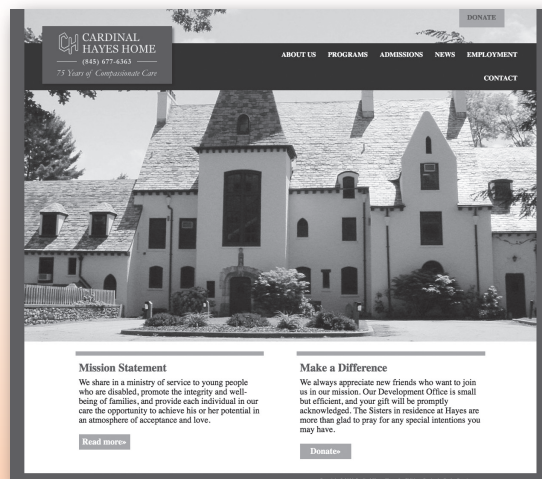 DONATE
CARDINAL
HAYES HOME
(845) 677-6363
75 Years of Compassionate Care
ABOUT US PROGRAMS ADMISSIONS NEWS EMPLOYMENT
CONTACT
Mission Statement
We share in a ministry of service to young people
who are disabled, promote the integrity and well-
being of families, and provide each individual in our
care the opportunity to achieve his or her potential in
an atmosphere of acceptance and love.
Read more»
Make a Difference
We always appreciate new friends who want to join
us in our mission. Our Development Office is small
but efficient, and your gift will be promptly
acknowledged. The Sisters in residence at Hayes are
more than glad to pray for any special intentions you
may have.
Donate»